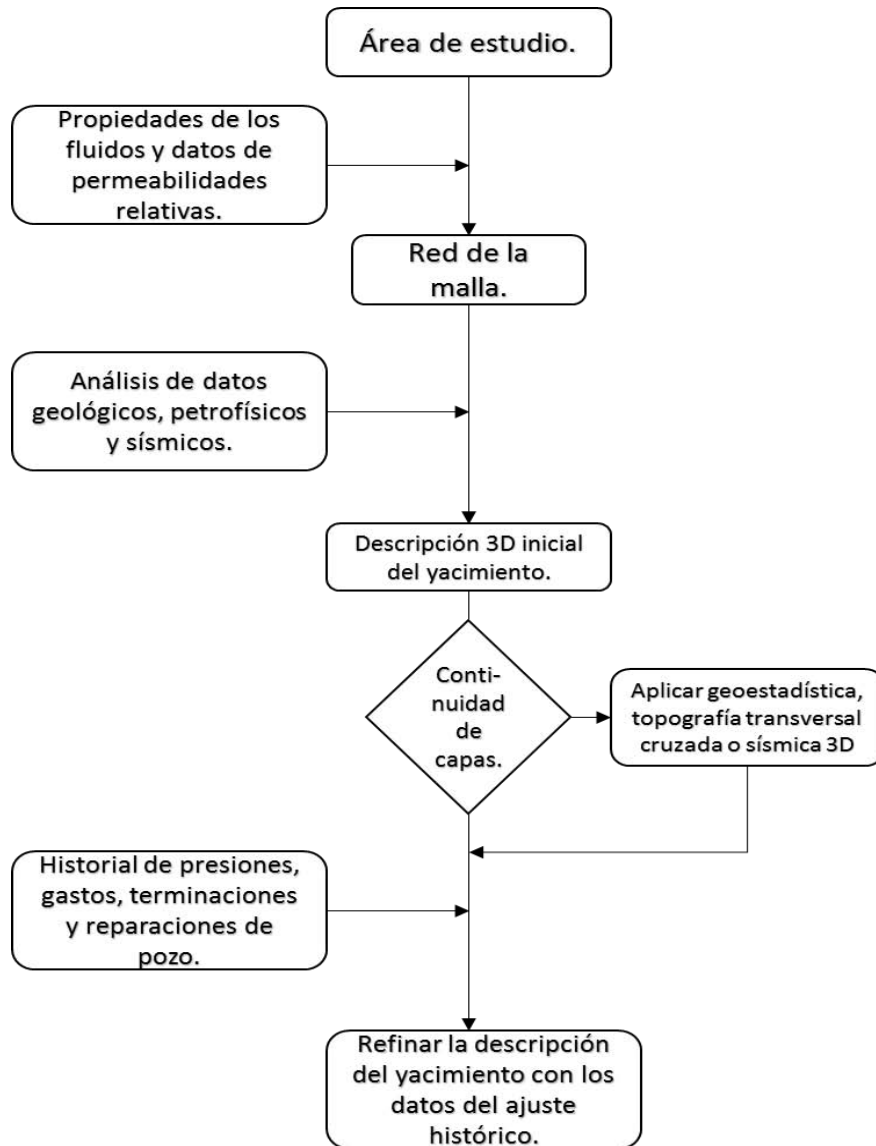 Área de estudio.
Propiedades de los
fluidos y datos de
permeabilidades
relativas.
Red de la
malla.
Análisis de datos
geológicos, petrofísicos
y sísmicos.
Descripción 3D inicial
del yacimiento.
Conti-
nuidad
de
capas.
Aplicar geoestadística,
topografía transversal
cruzada o sísmica 3D
Historial de presiones,
gastos, terminaciones
y reparaciones de
pozo.
Refinar la descripción
del yacimiento con los
datos del ajuste
histórico.